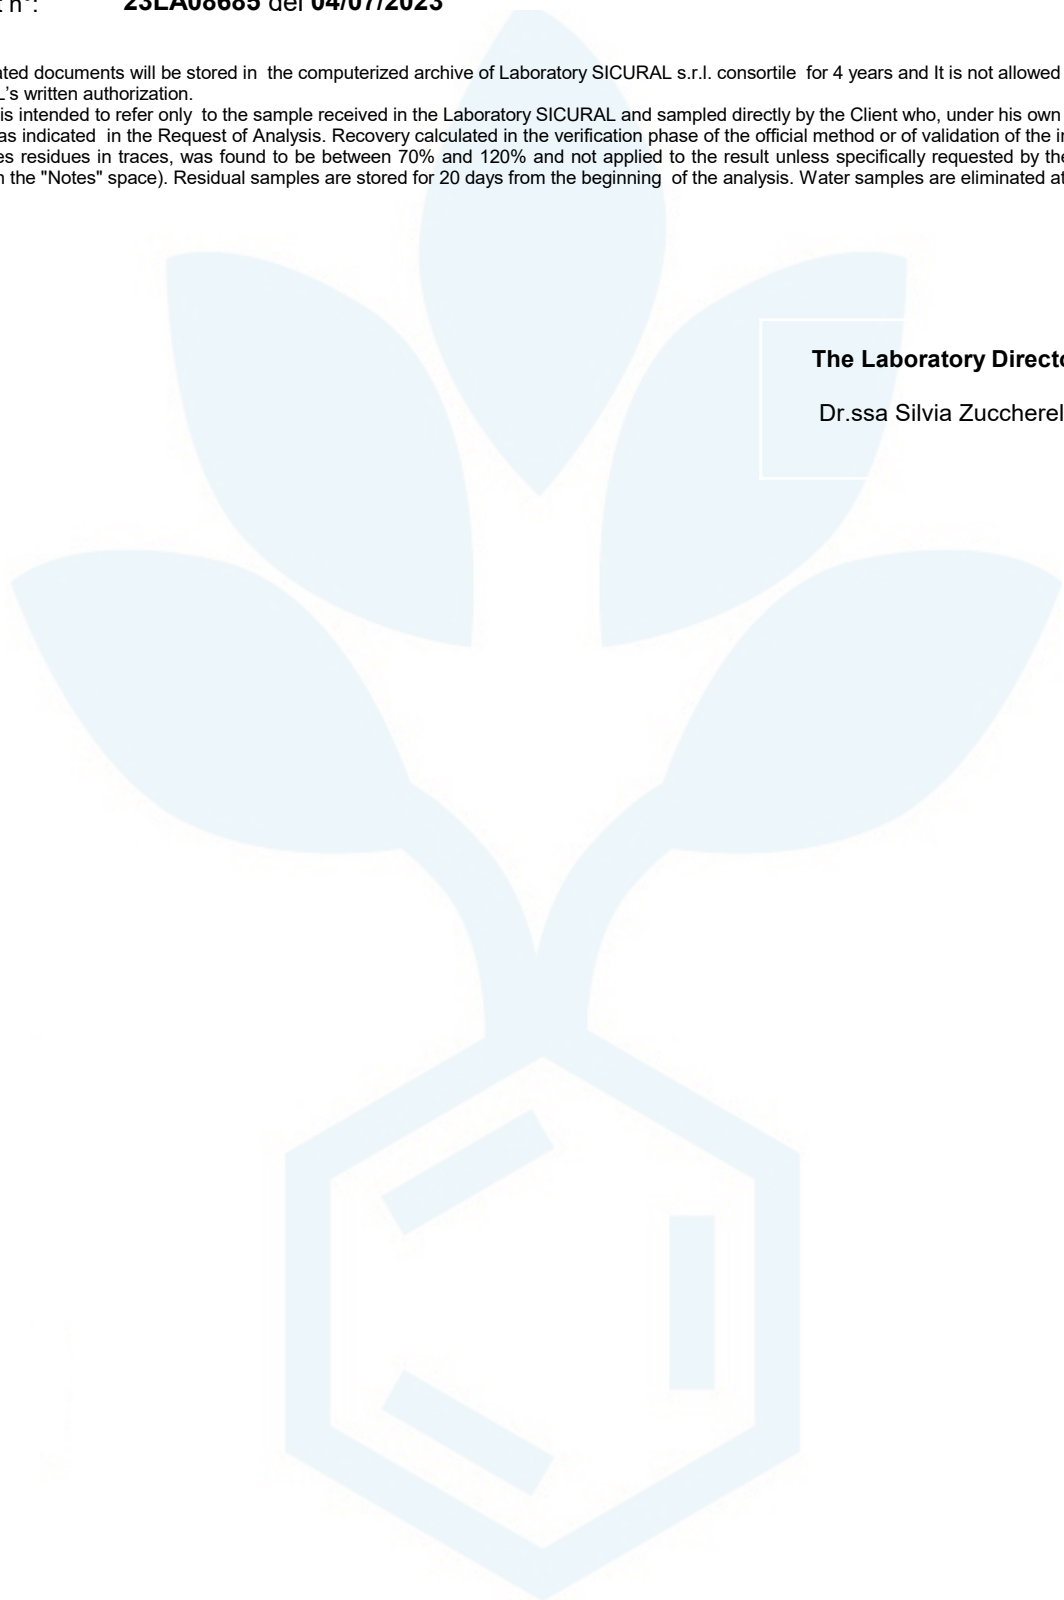 t n°: 23LA08685 del 04/07/2023
ated documents will be stored in the computerized archive of Laboratory SICURAL s.r.l. consortile for 4 years and It is not allowed
L's written authorization.
is intended to refer only to the sample received in the Laboratory SICURAL and sampled directly by the Client who, under his own
as indicated in the Request of Analysis. Recovery calculated in the verification phase of the official method or of validation of the i
es residues in traces, was found to be between 70% and 120% and not applied to the result unless specifically requested by the
n the "Notes" space). Residual samples are stored for 20 days from the beginning of the analysis. Water samples are eliminated at
The Laboratory Directo
Dr.ssa Silvia Zuccherel